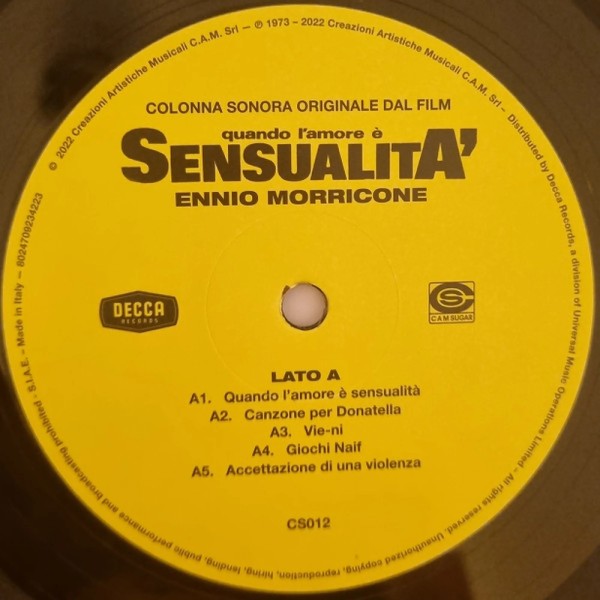 © 2022 Creazioni Artistiche Musicali C.A.M. Srl — ℗ 1973 – 2022 Creazioni Artistiche Musicali C.A.M. Srl - Distributed by Decca Records, a division of Universal Music Operations Limited – All rights reserved. Unauthorized copying, reproduction, hiring, lending, public performance and broadcasting prohibited - S.I.A.E. – Made in Italy — 6024709234223
COLONNA SONORA ORIGINALE DAL FILM
quando l'amore è
SENSUALITA'
ENNIO MORRICONE
DECCA
RECORDS
CS
CAM SUGAR
LATO A
A1. Quando l'amore è sensualità
A2. Canzone per Donatella
A3. Vie-ni
A4. Giochi Naif
A5. Accettazione di una violenza
CS012